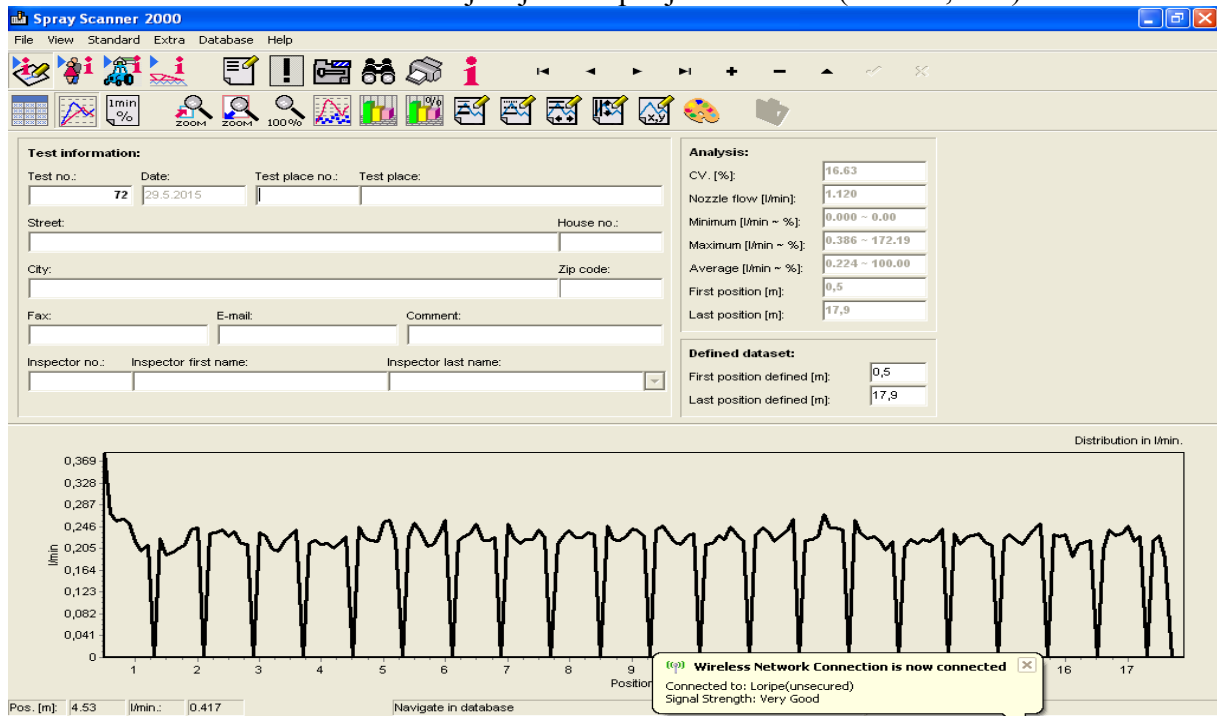 Spray Scanner 2000
File View Standard Extra Database Help
1min
%
ZOOM ZOOM 100% %
x,y
Test information:
Test no.: Date: Test place no.: Test place:
72 29.5.2015
Street: House no.:
City: Zip code:
Fax: E-mail: Comment:
Inspector no.: Inspector first name: Inspector last name:
Analysis:
CV. [%]: 16.63
Nozzle flow [l/min]: 1.120
Minimum [l/min ~ %]: 0.000 ~ 0.00
Maximum [l/min ~ %]: 0.386 ~ 172.19
Average [l/min ~ %]: 0.224 ~ 100.00
First position [m]: 0,5
Last position [m]: 17,9
Defined dataset:
First position defined [m]: 0,5
Last position defined [m]: 17,9
Distribution in l/min.
0,369
0,328
0,287
0,246
0,205
0,164
0,123
0,082
0,041
0
l/min
1 2 3 4 5 6 7 8 9 16 17
Position
Wireless Network Connection is now connected
Connected to: Loripe(unsecured)
Signal Strength: Very Good
Pos. [m]: 4.53 l/min.: 0.417 Navigate in database